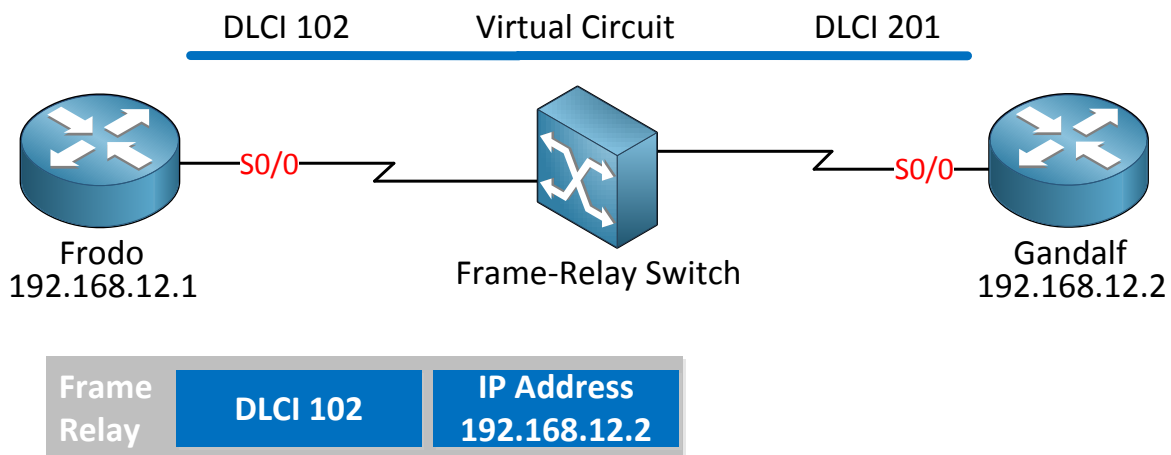 DLCI 102 Virtual Circuit DLCI 201
S0/0 S0/0
Frodo
192.168.12.1
Frame-Relay Switch
Gandalf
192.168.12.2
Frame
Relay
DLCI 102
IP Address
192.168.12.2